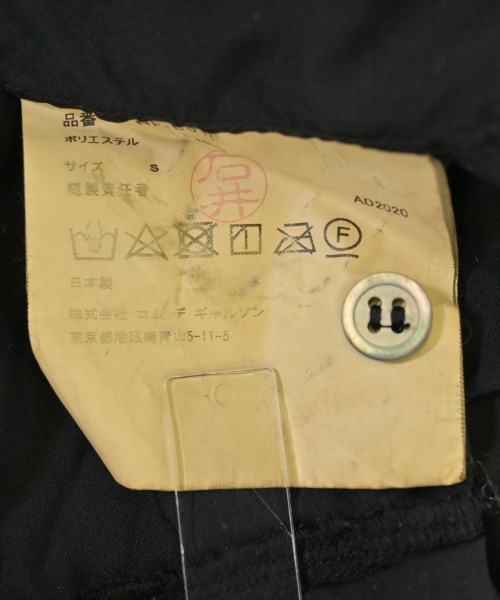 品番
ポリエステル
サイズ S
石井
縫製責任者
AD2020
F
日本製
株式会社 コム デ ギャルソン
東京都港区南青山5-11-5